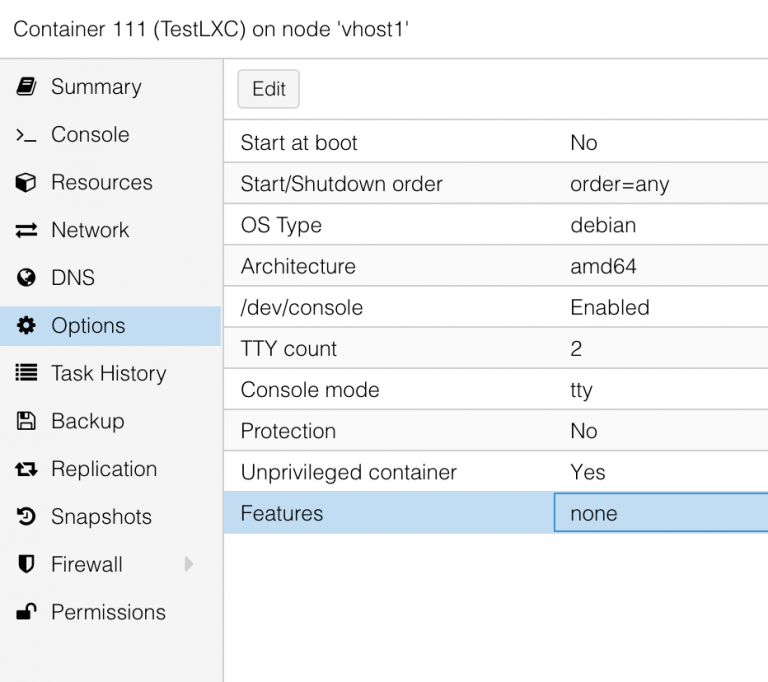 Container 111 (TestLXC) on node 'vhost1'
Summary
Console
Resources
Network
DNS
Options
Task History
Backup
Replication
Snapshots
Firewall
Permissions
Edit
Start at boot No
Start/Shutdown order order=any
OS Type debian
Architecture amd64
/dev/console Enabled
TTY count 2
Console mode tty
Protection No
Unprivileged container Yes
Features none